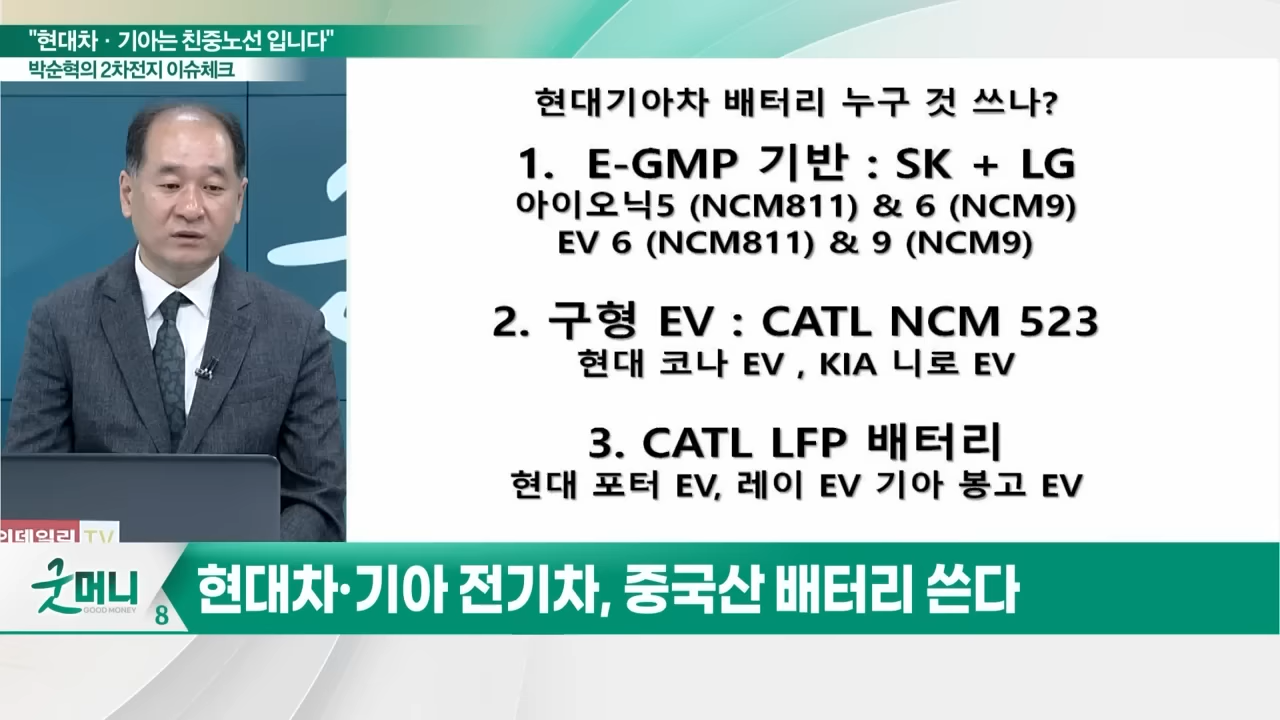 "현대차·기아는 친중노선 입니다"
박순혁의 2차전지 이슈체크
현대기아차 배터리 누구 것 쓰나?
1. E-GMP 기반 : SK + LG
아이오닉5 (NCM811) & 6 (NCM9)
EV 6 (NCM811) & 9 (NCM9)
2. 구형 EV : CATL NCM 523
현대 코나 EV , KIA 니로 EV
3. CATL LFP 배터리
현대 포터 EV, 레이 EV 기아 봉고 EV
이데일리 TV
굿머니
GOOD MONEY
8
현대차·기아 전기차, 중국산 배터리 쓴다